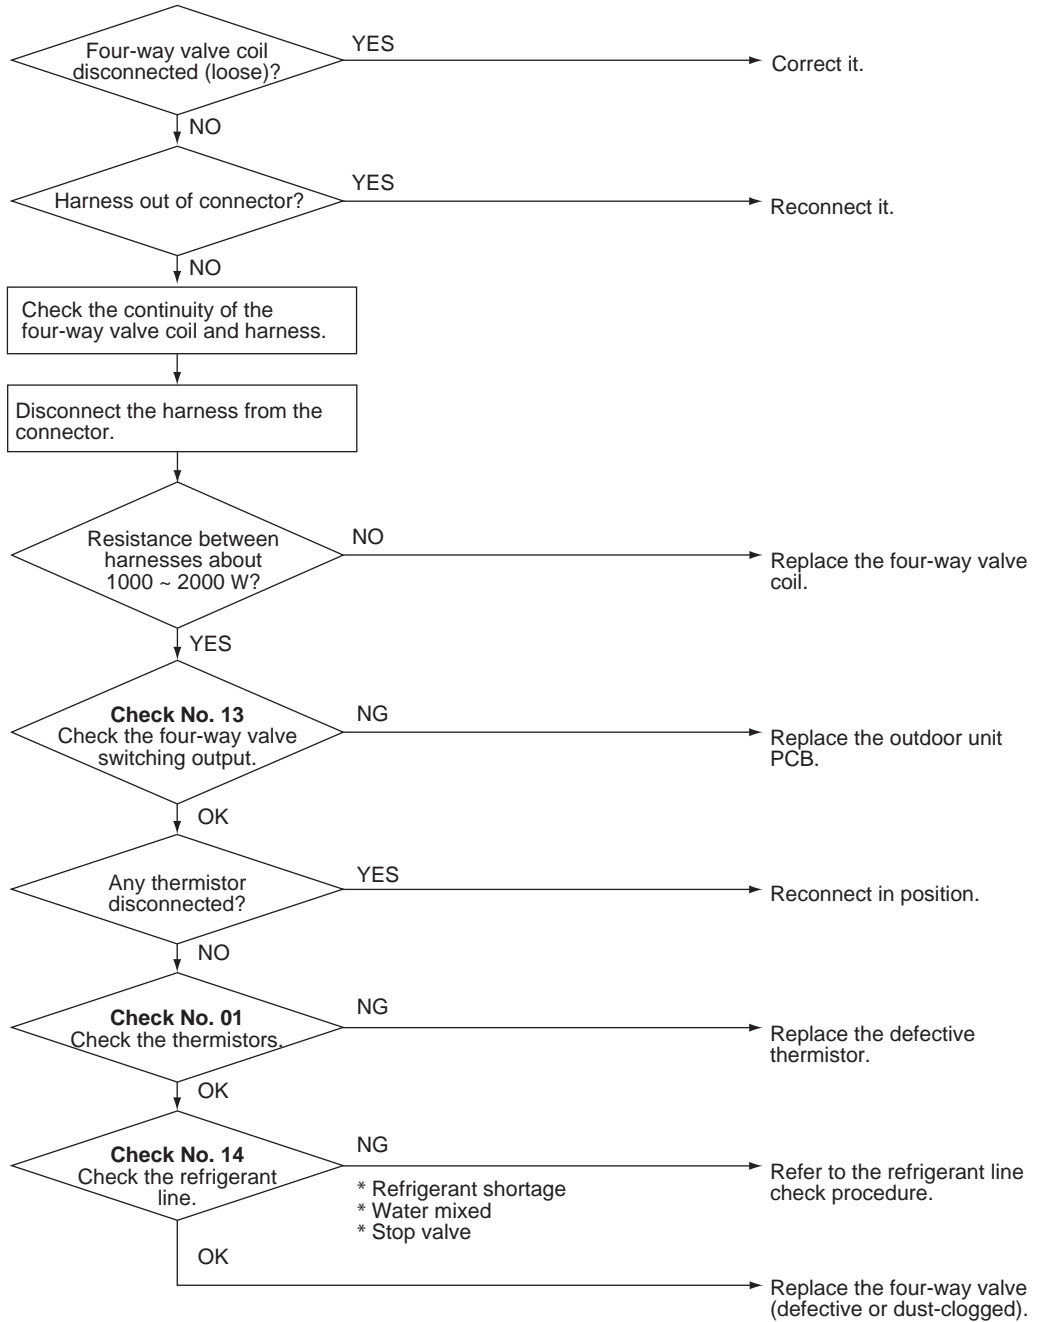 Four-way valve coil
disconnected (loose)?
YES
Correct it.
NO
Harness out of connector?
YES
Reconnect it.
NO
Check the continuity of the
four-way valve coil and harness.
Disconnect the harness from the
connector.
Resistance between
harnesses about
1000 ~ 2000 W?
NO
Replace the four-way valve
coil.
YES
Check No. 13
Check the four-way valve
switching output.
NG
Replace the outdoor unit
PCB.
OK
Any thermistor
disconnected?
YES
Reconnect in position.
NO
Check No. 01
Check the thermistors.
NG
Replace the defective
thermistor.
OK
Check No. 14
Check the refrigerant
line.
NG
* Refrigerant shortage
* Water mixed
* Stop valve
Refer to the refrigerant line
check procedure.
OK
Replace the four-way valve
(defective or dust-clogged).